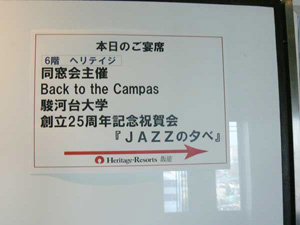 本日のご宴席
6階 ヘリテイジ
同窓会主催
Back to the Campas
駿河台大学
創立25周年記念祝賀会
『JAZZの夕べ』
Heritage Resorts 飯能